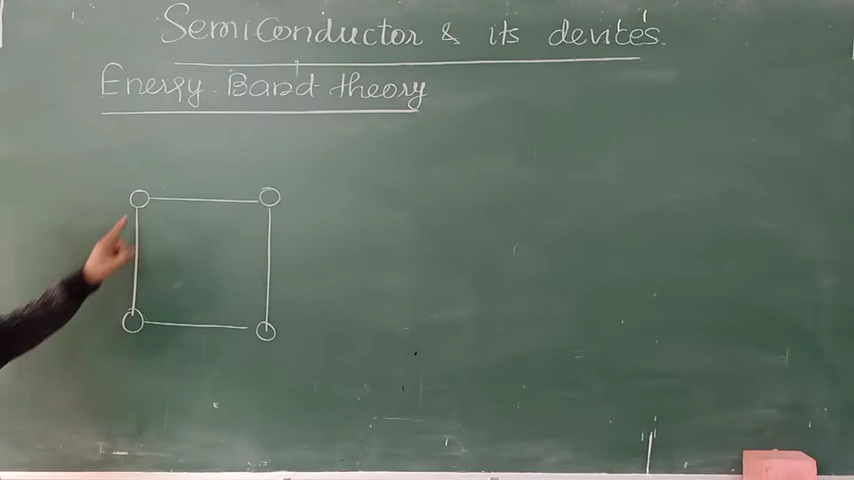 Semiconductor & its devices.
Energy Band theory